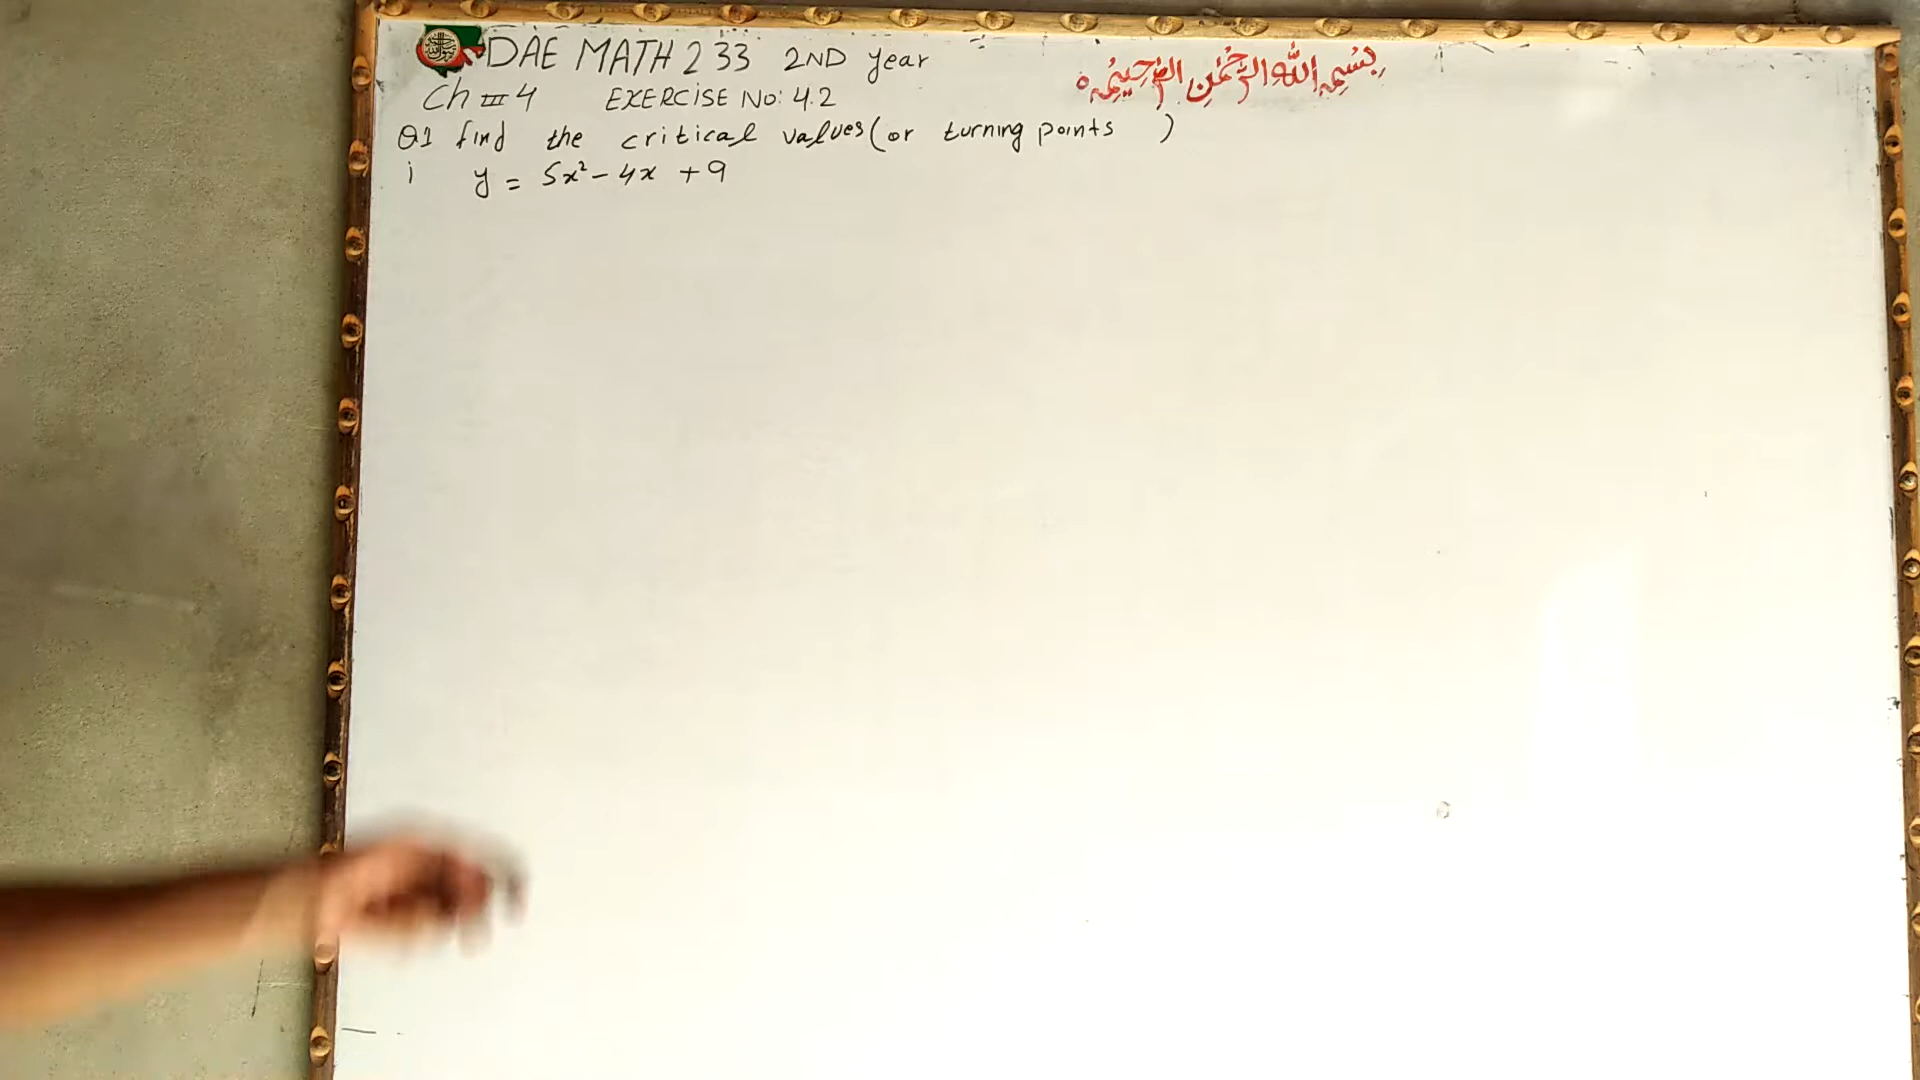 DAE MATH 233 2ND year
بِسْمِ اللّٰهِ الرَّحْمٰنِ الرَّحِيْمِ
Ch = 4 EXERCISE No: 4.2
Q1 find the critical values (or turning points )
i y = 5x² - 4x + 9